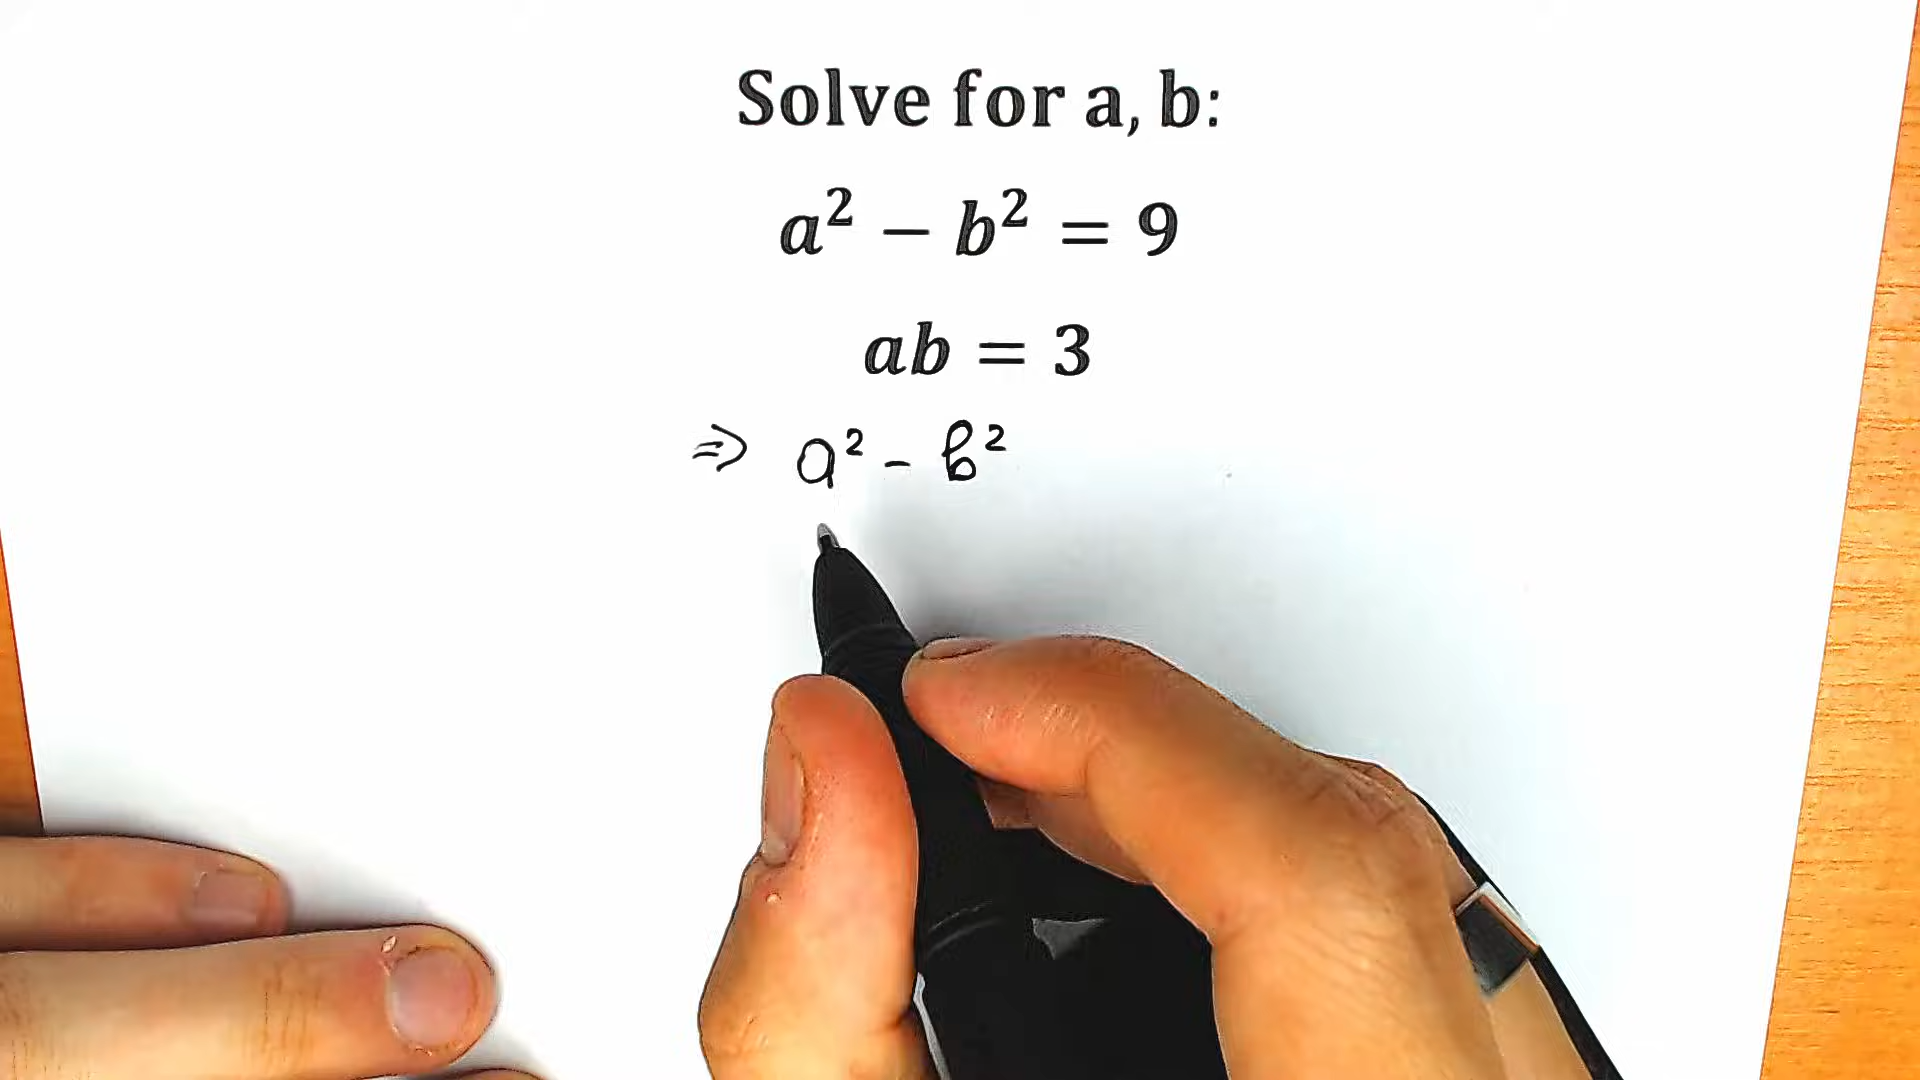 Solve for a, b:
a² − b² = 9
ab = 3
⇒ a² - b²